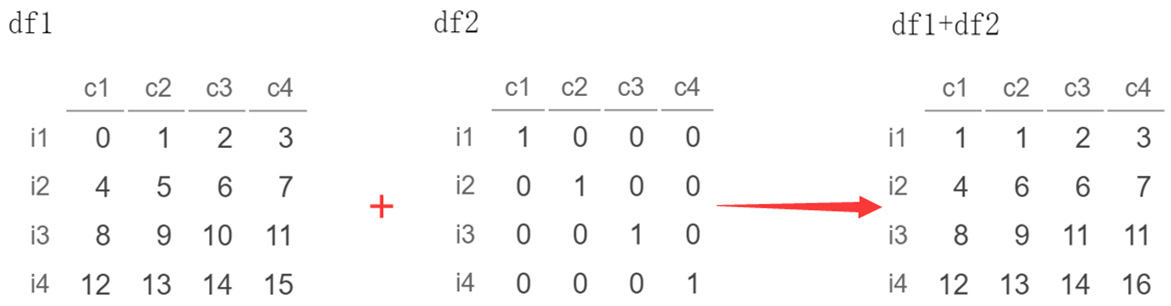 df1 df2 df1+df2
c1 c2 c3 c4 c1 c2 c3 c4 c1 c2 c3 c4
i1 0 1 2 3 i1 1 0 0 0 i1 1 1 2 3
i2 4 5 6 7 i2 0 1 0 0 i2 4 6 6 7
+
i3 8 9 10 11 i3 0 0 1 0 i3 8 9 11 11
i4 12 13 14 15 i4 0 0 0 1 i4 12 13 14 16